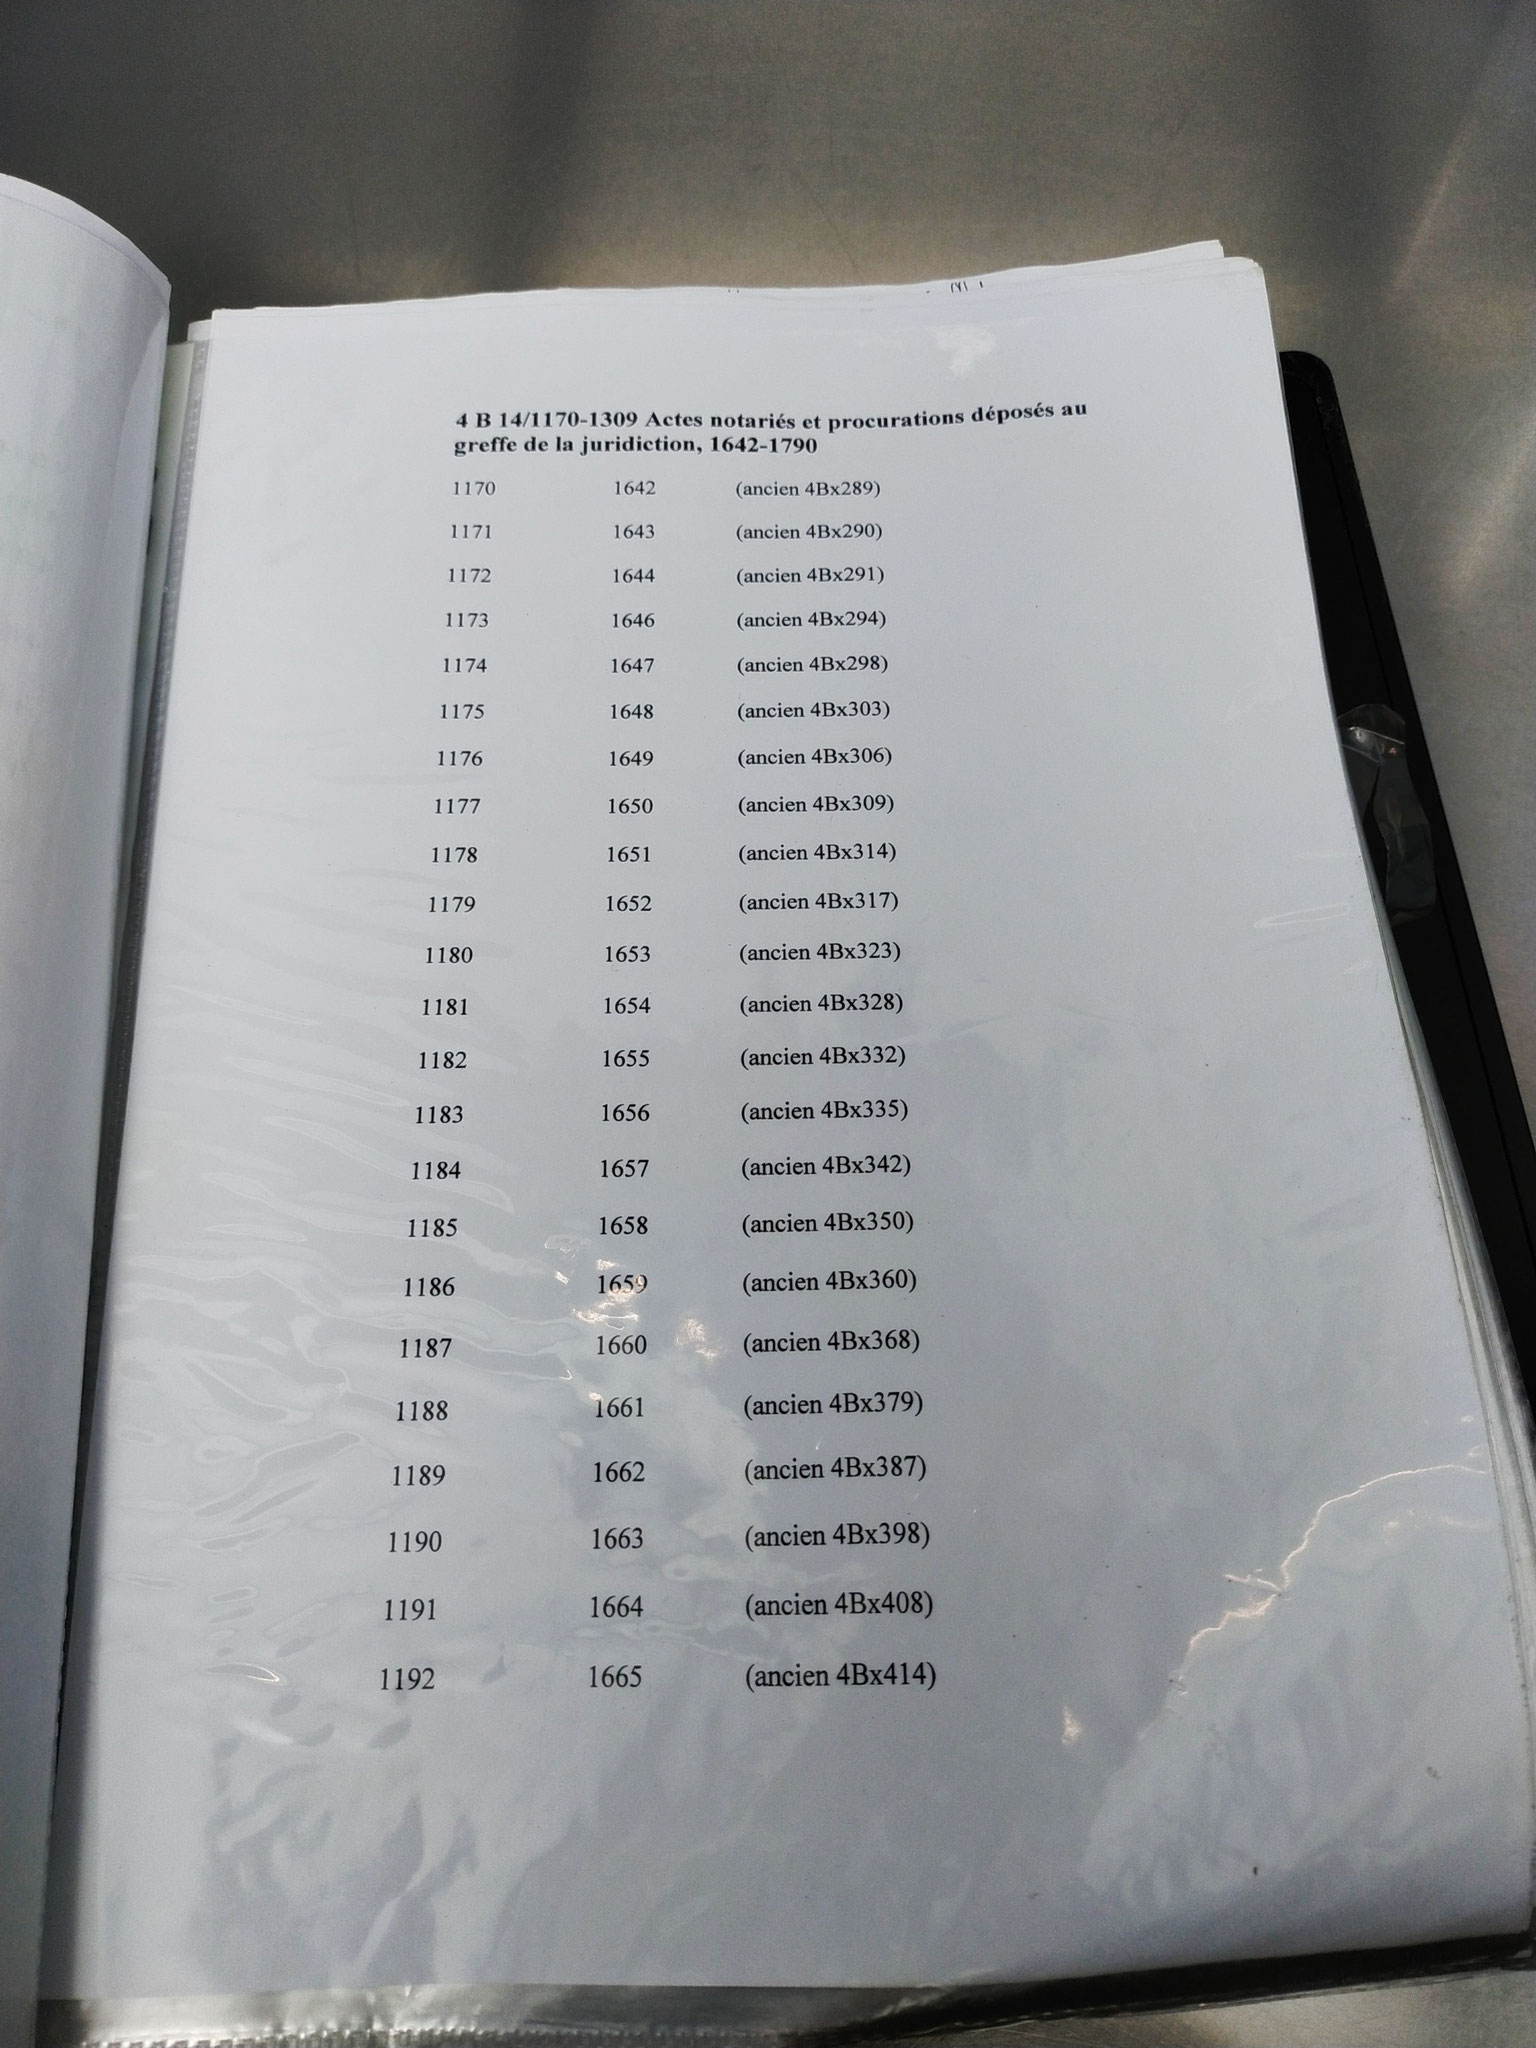 4 B 14/1170-1309 Actes notariés et procurations déposés au
greffe de la juridiction, 1642-1790
1170 1642 (ancien 4Bx289)
1171 1643 (ancien 4Bx290)
1172 1644 (ancien 4Bx291)
1173 1646 (ancien 4Bx294)
1174 1647 (ancien 4Bx298)
1175 1648 (ancien 4Bx303)
1176 1649 (ancien 4Bx306)
1177 1650 (ancien 4Bx309)
1178 1651 (ancien 4Bx314)
1179 1652 (ancien 4Bx317)
1180 1653 (ancien 4Bx323)
1181 1654 (ancien 4Bx328)
1182 1655 (ancien 4Bx332)
1183 1656 (ancien 4Bx335)
1184 1657 (ancien 4Bx342)
1185 1658 (ancien 4Bx350)
1186 1659 (ancien 4Bx360)
1187 1660 (ancien 4Bx368)
1188 1661 (ancien 4Bx379)
1189 1662 (ancien 4Bx387)
1190 1663 (ancien 4Bx398)
1191 1664 (ancien 4Bx408)
1192 1665 (ancien 4Bx414)